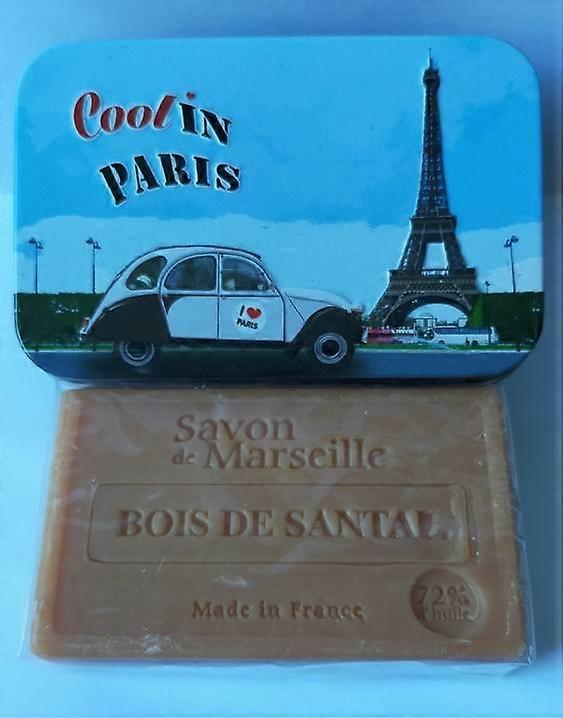 Cool IN
PARIS
I ❤
PARIS
Savon
de Marseille
BOIS DE SANTAL
Made in France
72%
d'huile